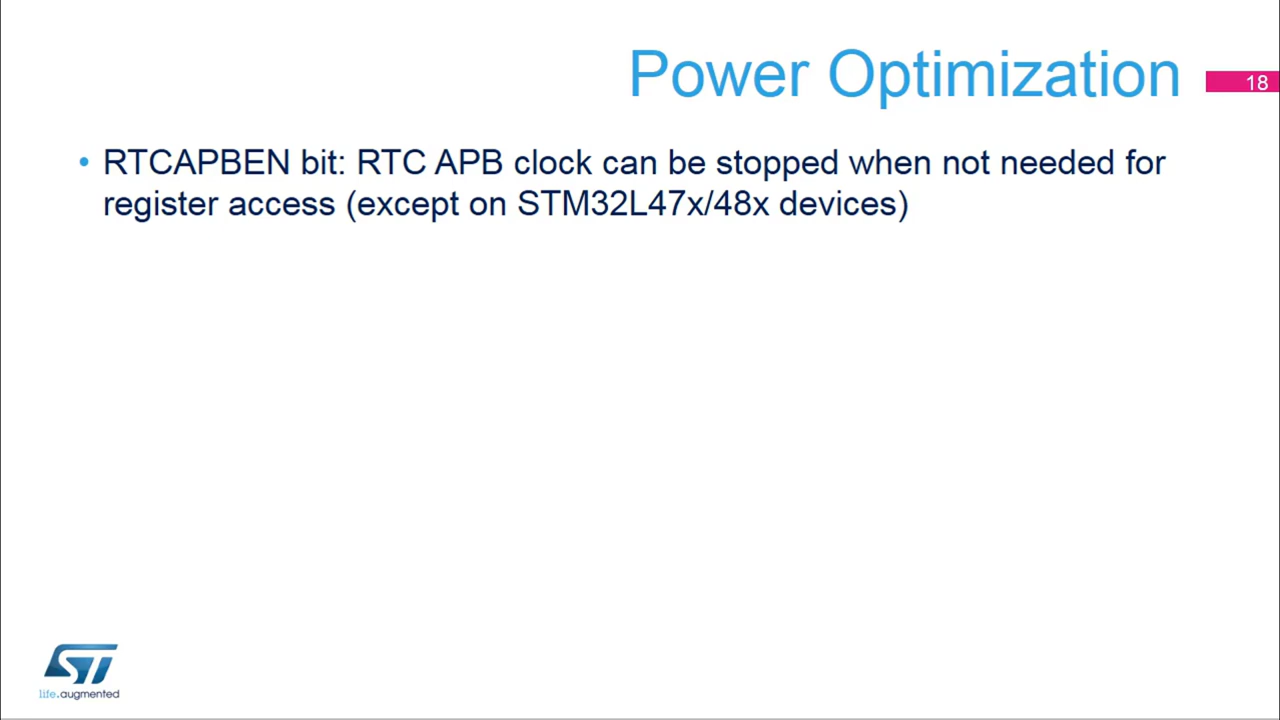 Power Optimization
18
• RTCAPBEN bit: RTC APB clock can be stopped when not needed for
register access (except on STM32L47x/48x devices)
ST
life.augmented